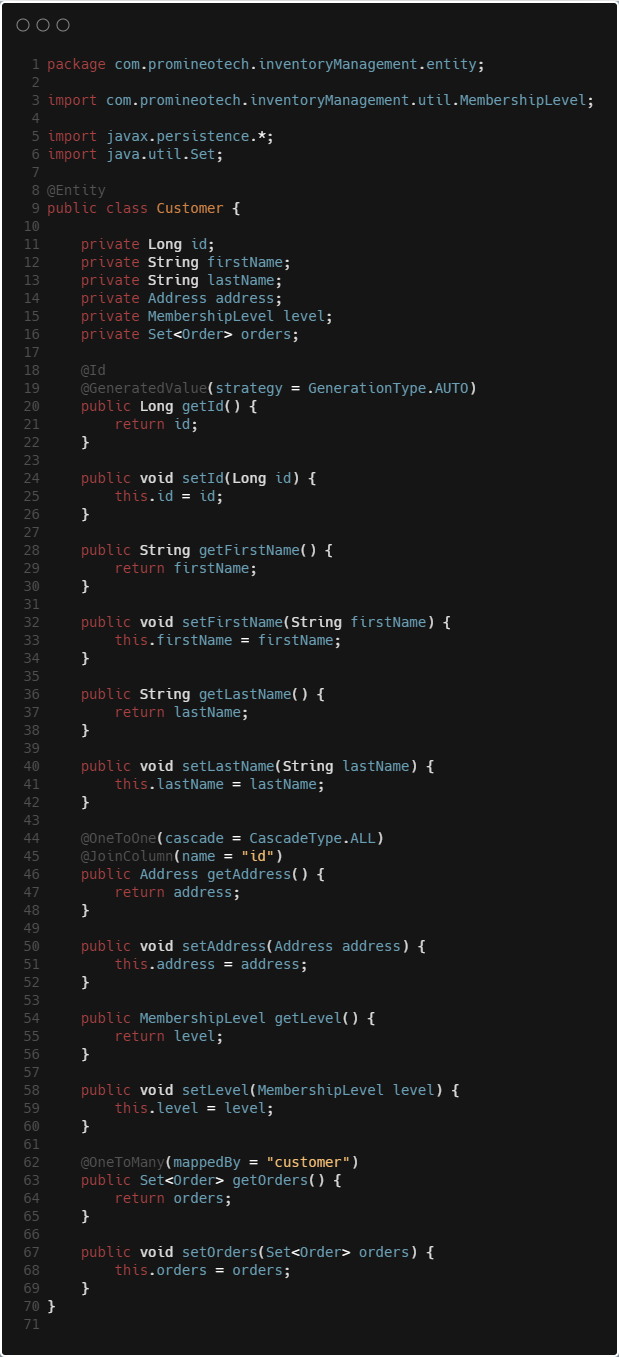 1 package com.promineotech.inventoryManagement.entity;
2
3 import com.promineotech.inventoryManagement.util.MembershipLevel;
4
5 import javax.persistence.*;
6 import java.util.Set;
7
8 @Entity
9 public class Customer {
10
11     private Long id;
12     private String firstName;
13     private String lastName;
14     private Address address;
15     private MembershipLevel level;
16     private Set<Order> orders;
17
18     @Id
19     @GeneratedValue(strategy = GenerationType.AUTO)
20     public Long getId() {
21         return id;
22     }
23
24     public void setId(Long id) {
25         this.id = id;
26     }
27
28     public String getFirstName() {
29         return firstName;
30     }
31
32     public void setFirstName(String firstName) {
33         this.firstName = firstName;
34     }
35
36     public String getLastName() {
37         return lastName;
38     }
39
40     public void setLastName(String lastName) {
41         this.lastName = lastName;
42     }
43
44     @OneToOne(cascade = CascadeType.ALL)
45     @JoinColumn(name = "id")
46     public Address getAddress() {
47         return address;
48     }
49
50     public void setAddress(Address address) {
51         this.address = address;
52     }
53
54     public MembershipLevel getLevel() {
55         return level;
56     }
57
58     public void setLevel(MembershipLevel level) {
59         this.level = level;
60     }
61
62     @OneToMany(mappedBy = "customer")
63     public Set<Order> getOrders() {
64         return orders;
65     }
66
67     public void setOrders(Set<Order> orders) {
68         this.orders = orders;
69     }
70 }
71